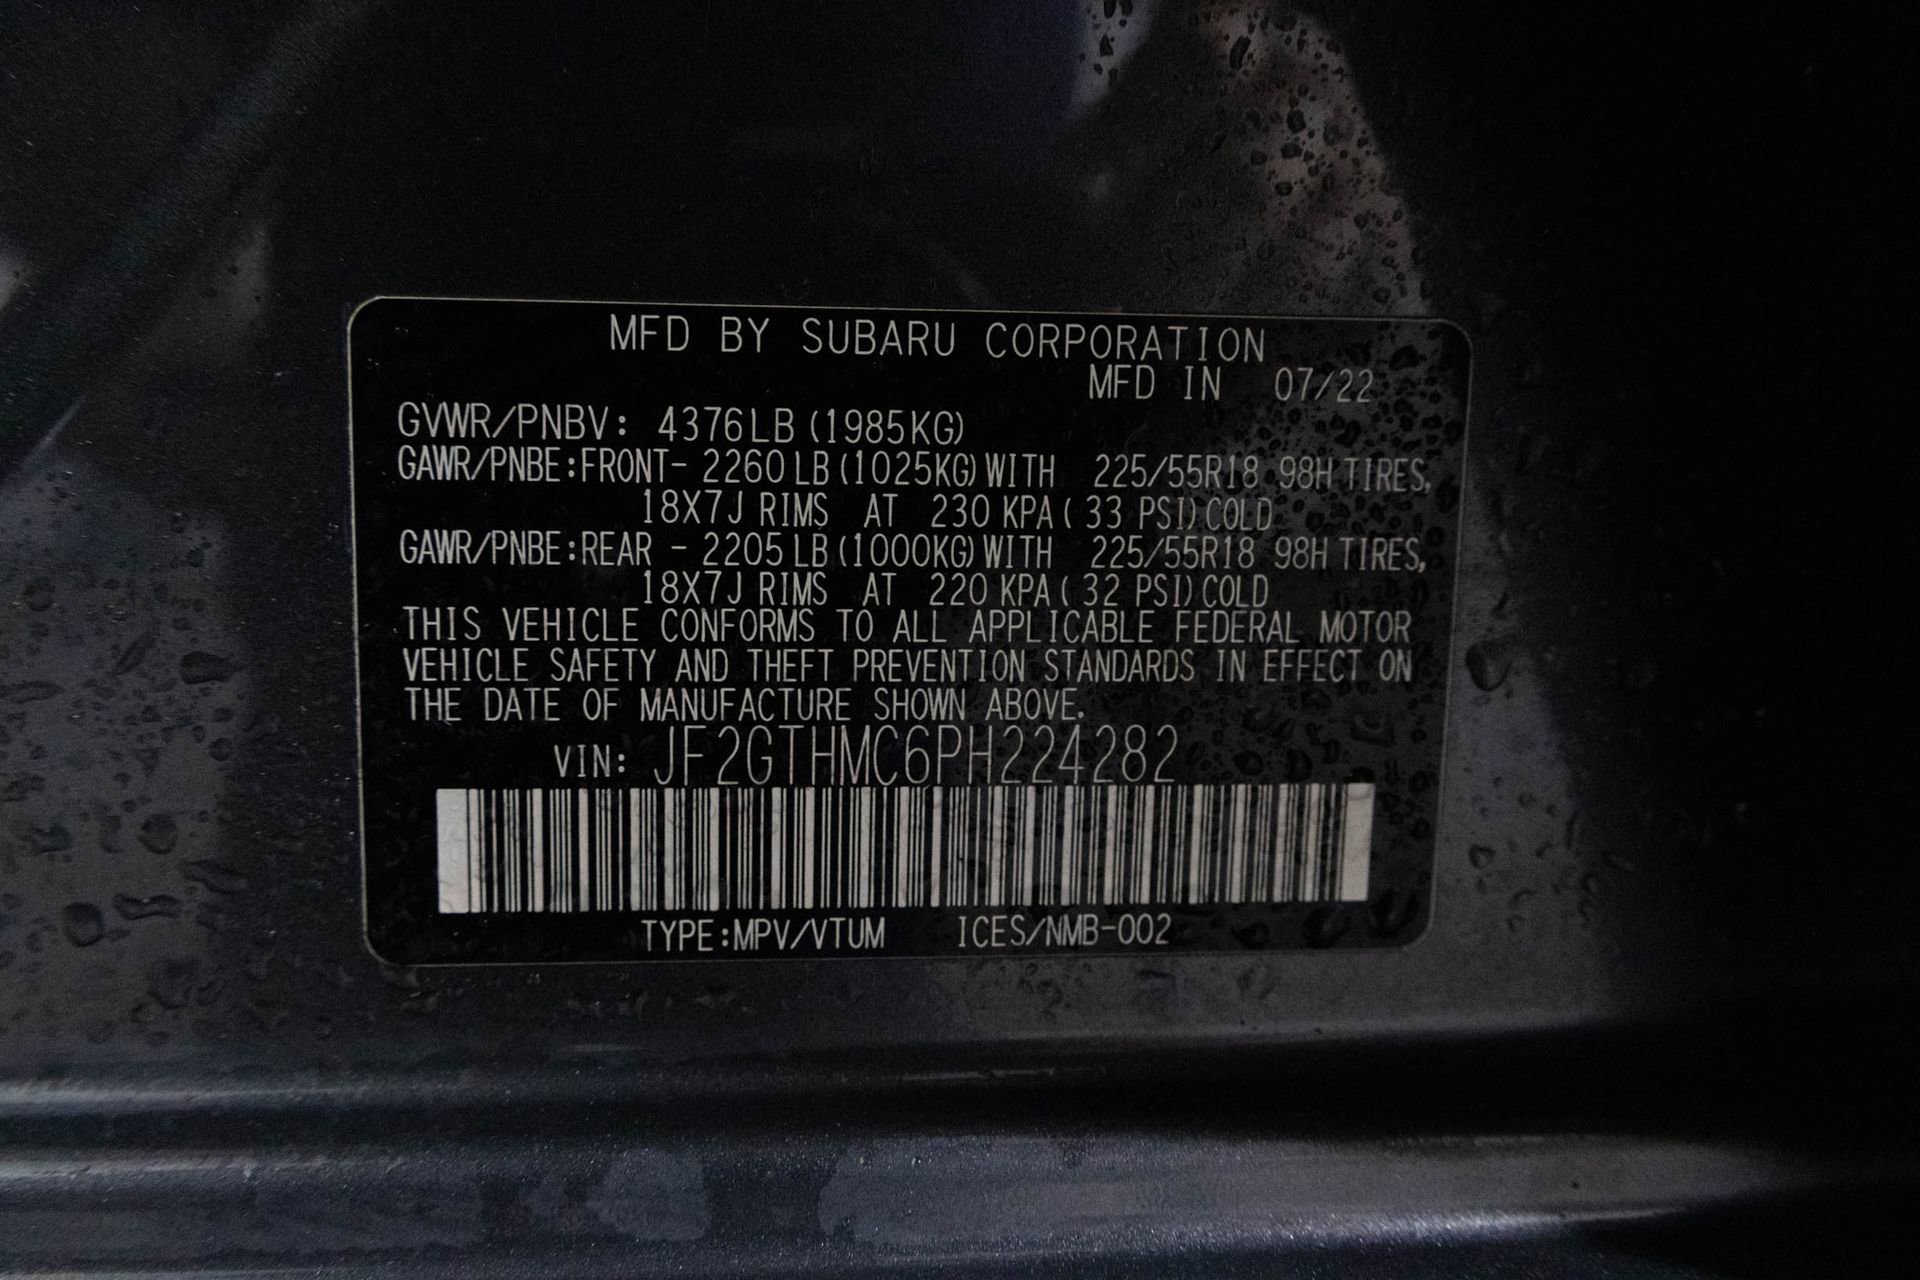 MFD BY SUBARU CORPORATION
MFD IN 07/22
GVWR/PNBV: 4376LB (1985KG)
GAWR/PNBE:FRONT- 2260LB(1025KG)WITH 225/55R18 98H TIRES,
18X7J RIMS AT 230 KPA( 33 PSI)COLD
GAWR/PNBE:REAR - 2205LB(1000KG)WITH 225/55R18 98H TIRES,
18X7J RIMS AT 220 KPA( 32 PSI)COLD
THIS VEHICLE CONFORMS TO ALL APPLICABLE FEDERAL MOTOR
VEHICLE SAFETY AND THEFT PREVENTION STANDARDS IN EFFECT ON
THE DATE OF MANUFACTURE SHOWN ABOVE.
VIN: JF2GTHMC6PH224282
TYPE:MPV/VTUM ICES/NMB-002